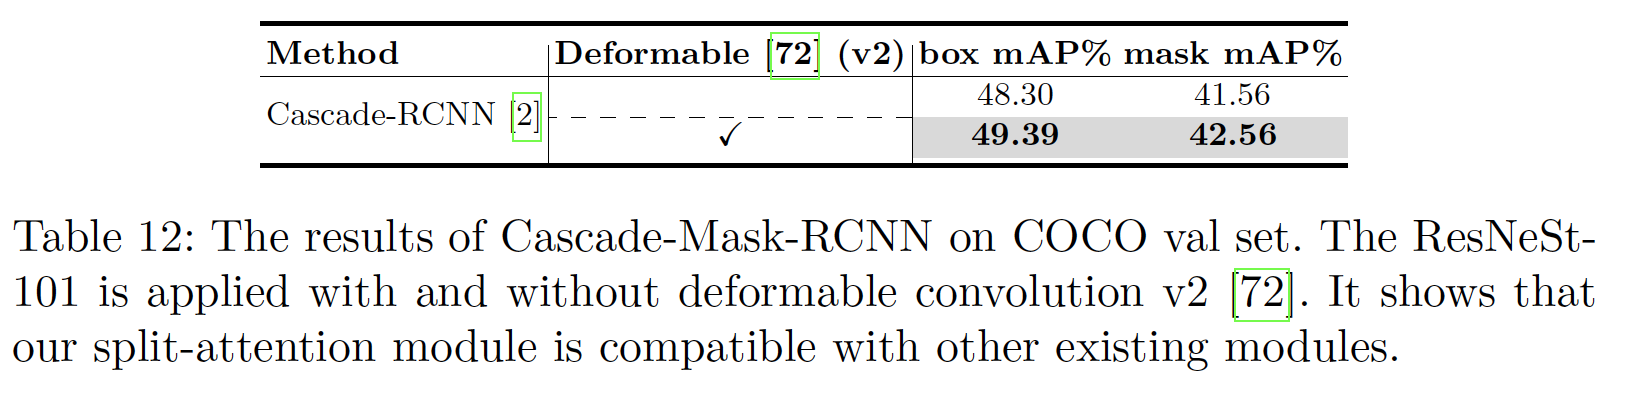 Method Deformable [72] (v2) box mAP% mask mAP%
48.30 41.56
Cascade-RCNN [2]
✓ 49.39 42.56
Table 12: The results of Cascade-Mask-RCNN on COCO val set. The ResNeSt-
101 is applied with and without deformable convolution v2 [72]. It shows that
our split-attention module is compatible with other existing modules.